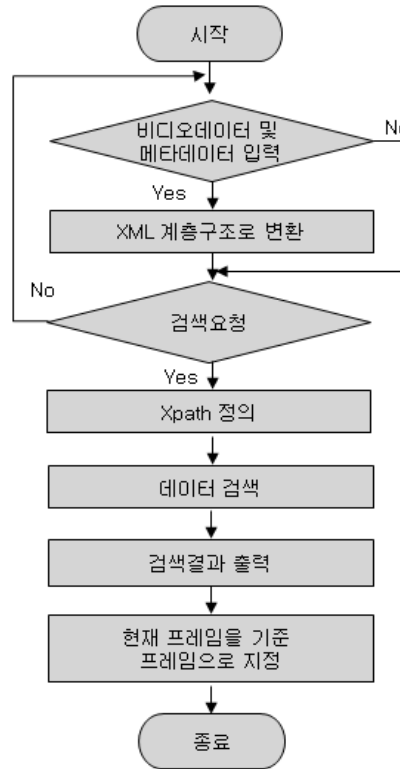 시작
비디오데이터 및
메타데이터 입력
No
Yes
XML 계층구조로 변환
No
검색요청
Yes
Xpath 정의
데이터 검색
검색결과 출력
현재 프레임을 기준
프레임으로 지정
종료